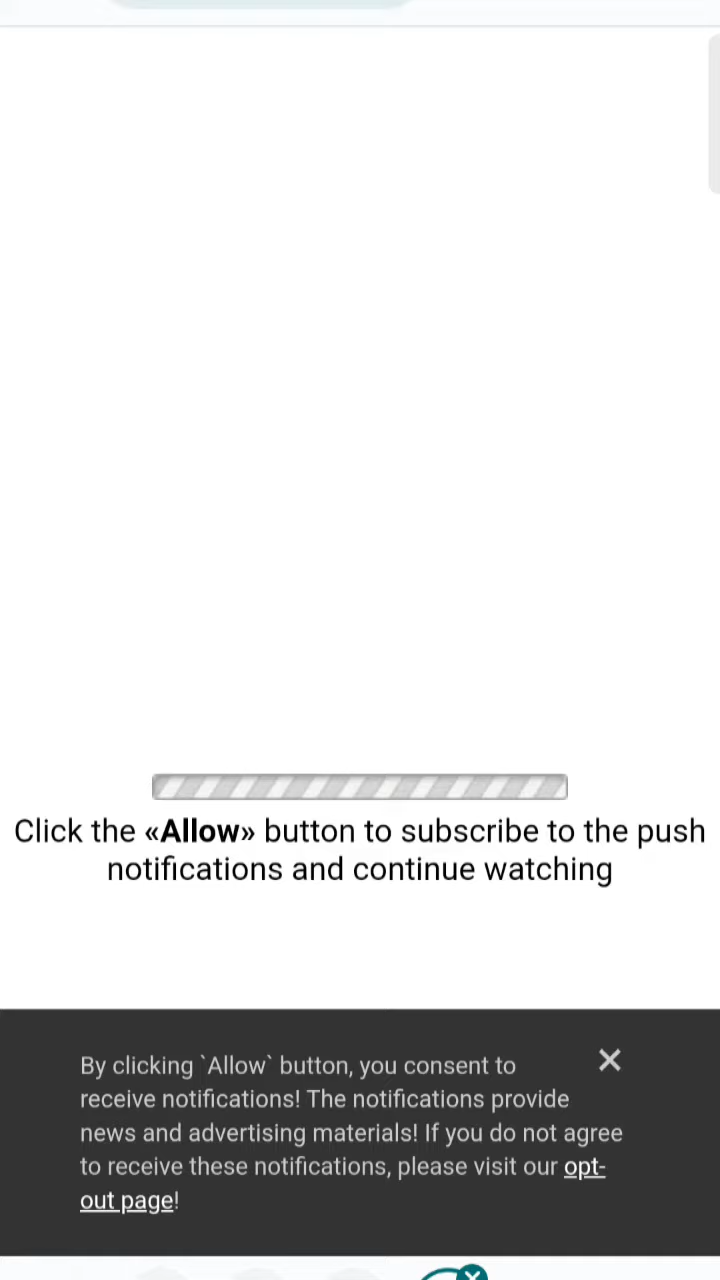 Click the «Allow» button to subscribe to the push
notifications and continue watching
By clicking `Allow` button, you consent to
receive notifications! The notifications provide
news and advertising materials! If you do not agree
to receive these notifications, please visit our opt-
out page!